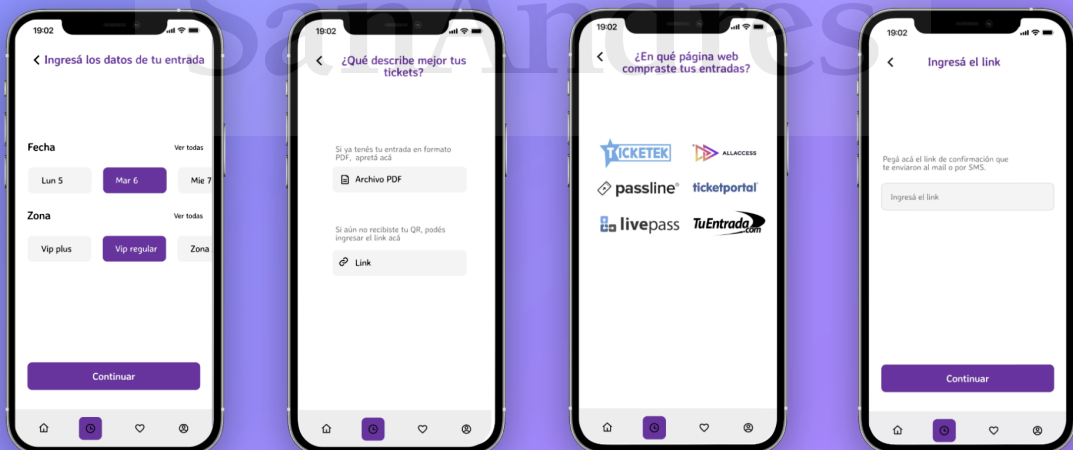 SanAndres
19:02
Ingresá los datos de tu entrada
Fecha
Ver todas
Lun 5
Mar 6
Mie 7
Zona
Ver todas
Vip plus
Vip regular
Zona
Continuar
19:02
¿Qué describe mejor tus
tickets?
Si ya tenés tu entrada en formato
PDF, apretá acá
Archivo PDF
Si aún no recibiste tu QR, podés
ingresar el link acá
Link
19:02
¿En qué página web
compraste tus entradas?
TICKETEK
ALLACCESS
passline®
ticketportal
livepass
TuEntrada
.com
19:02
Ingresá el link
Pegá acá el link de confirmación que
te enviaron al mail o por SMS.
Ingresá el link
Continuar